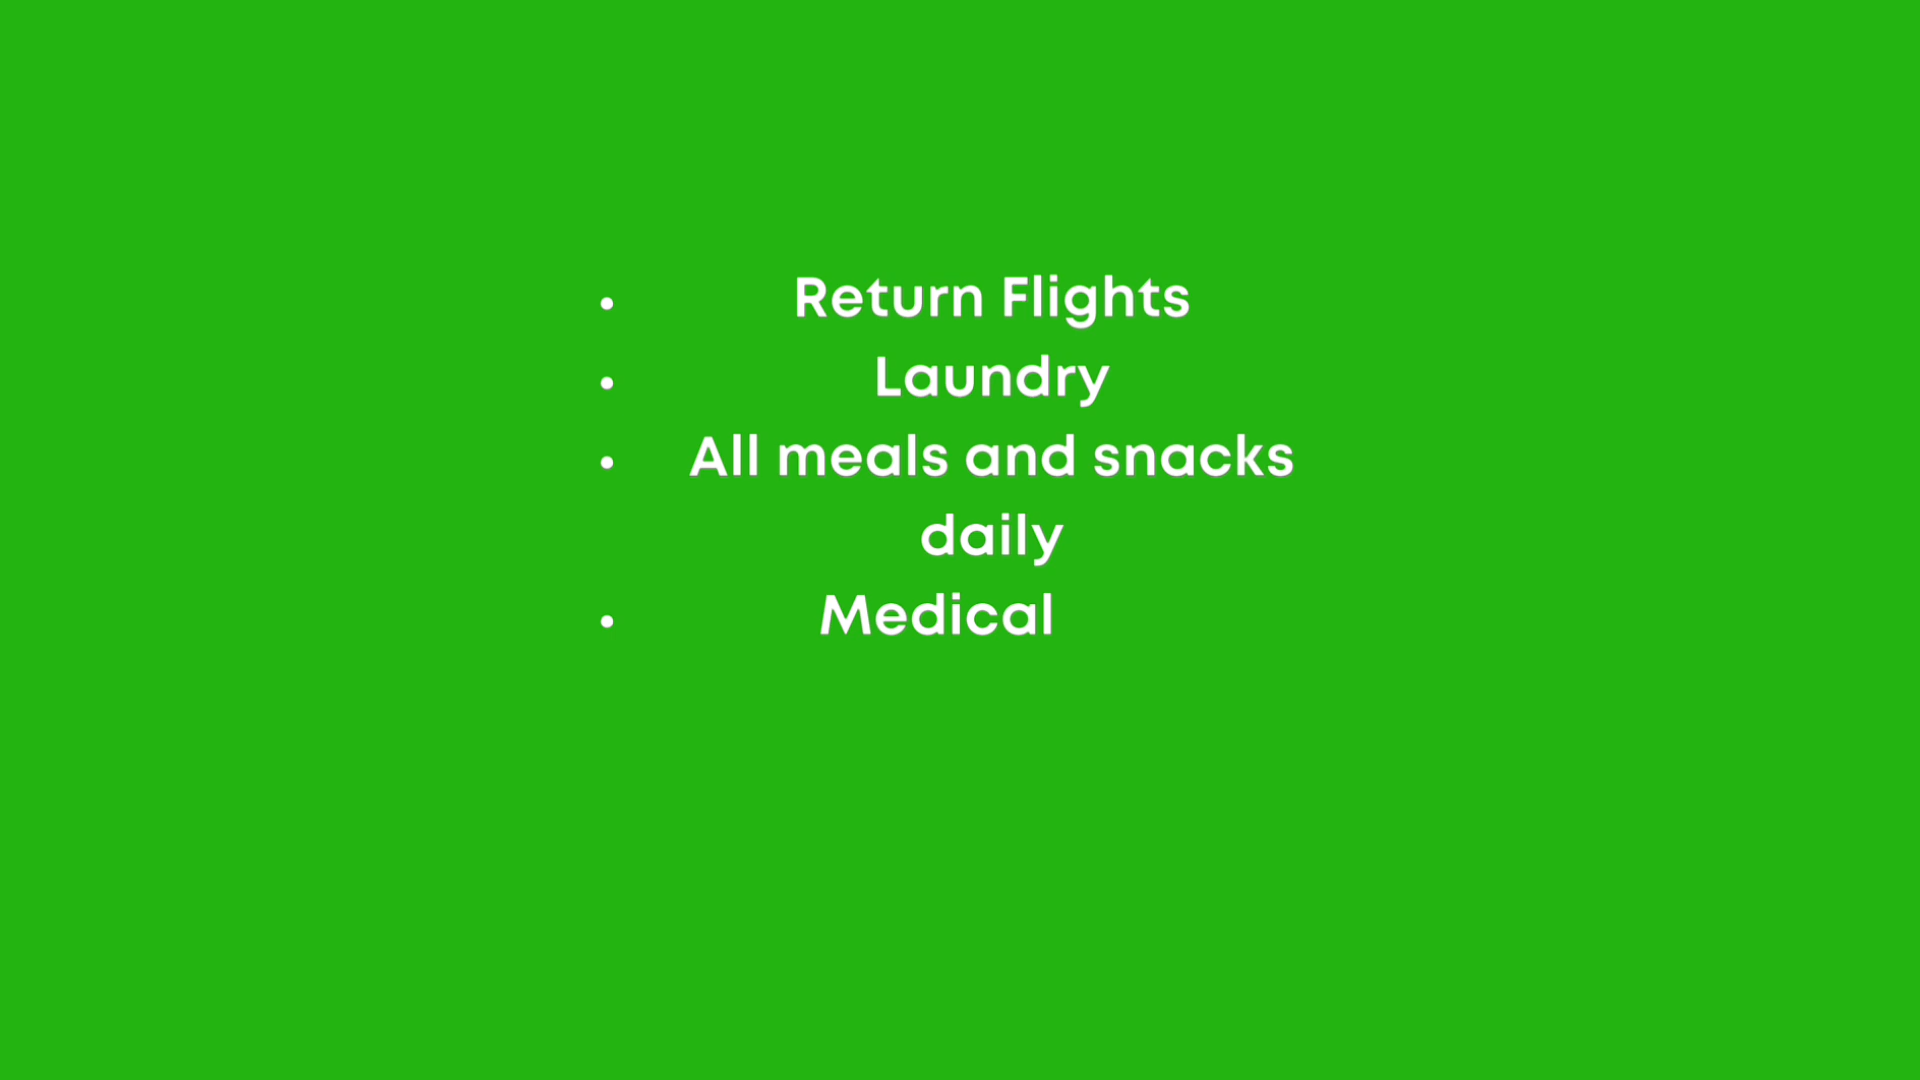 • Return Flights
• Laundry
• All meals and snacks
daily
• Medical